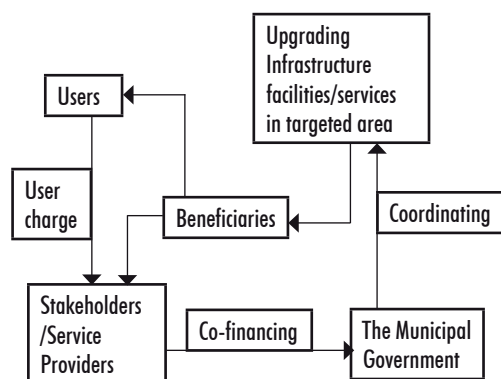 Upgrading
Infrastructure
facilities/services
in targeted area
Users
User
charge
Beneficiaries
Coordinating
Stakeholders
/Service
Providers
Co-financing
The Municipal
Government